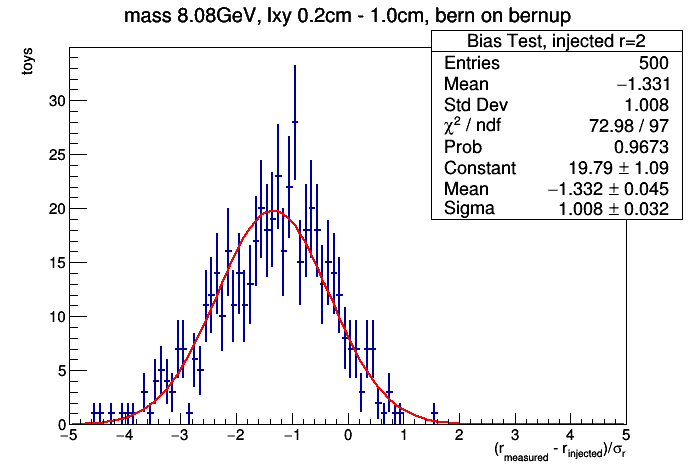 mass 8.08GeV, lxy 0.2cm - 1.0cm, bern on bernup
Bias Test, injected r=2
Entries 500
Mean −1.331
Std Dev 1.008
χ² / ndf 72.98 / 97
Prob 0.9673
Constant 19.79 ± 1.09
Mean −1.332 ± 0.045
Sigma 1.008 ± 0.032
toys
30
25
20
15
10
5
0
−5 −4 −3 −2 −1 0 1 2 3 4 5
(r_measured - r_injected)/σ_r